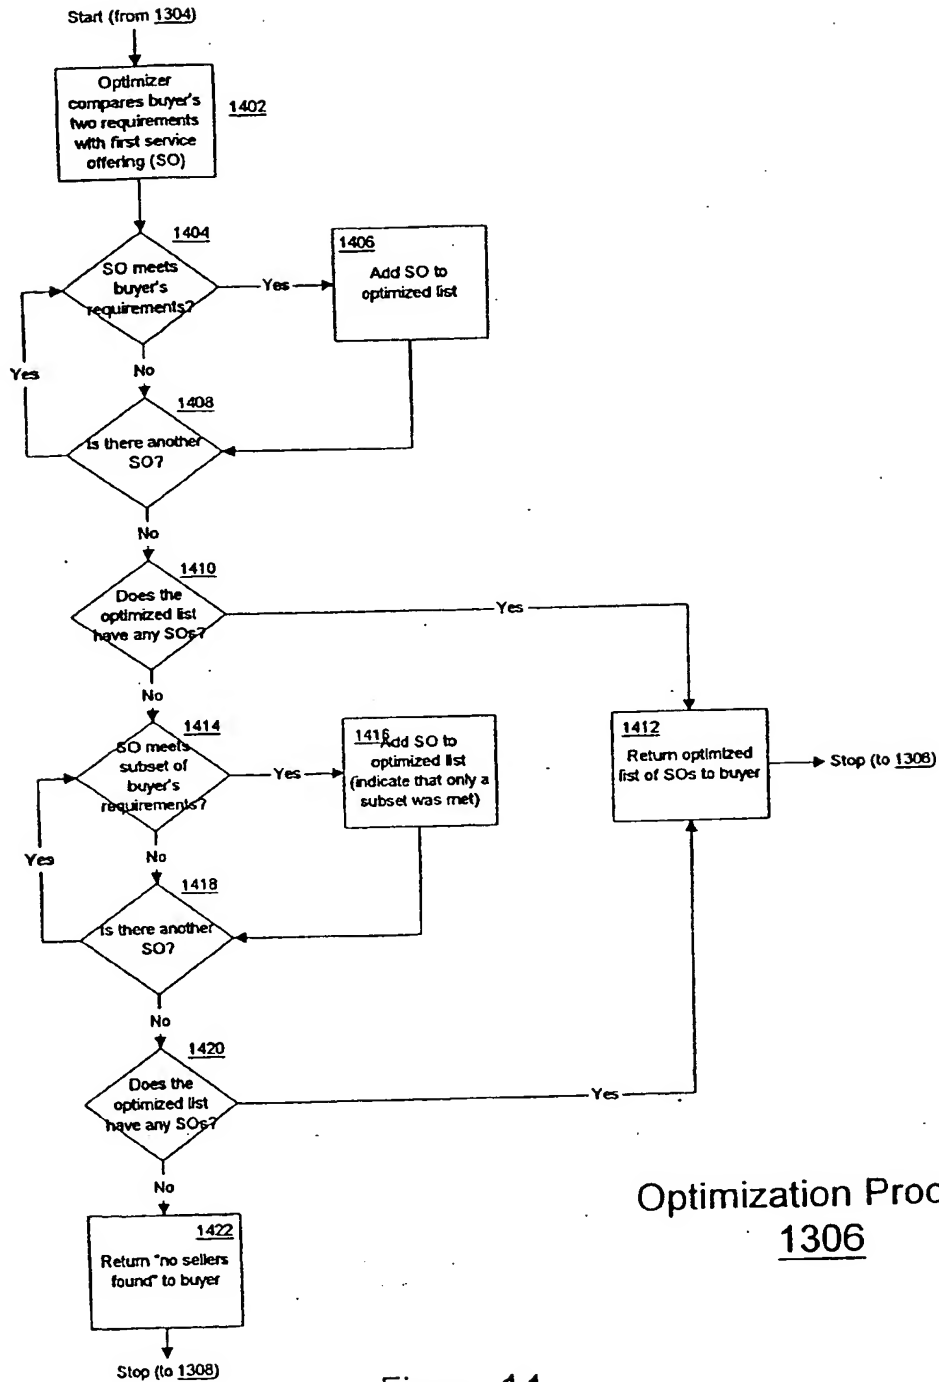 Start (from 1304)
Optimizer
compares buyer's
two requirements
with first service
offering (SO)
1402
1404
SO meets
buyer's
requirements?
Yes
1406
Add SO to
optimized list
Yes
No
1408
Is there another
SO?
No
1410
Does the
optimized list
have any SOs?
Yes
No
1414
SO meets
subset of
buyer's
requirements?
Yes
1416
Add SO to
optimized list
(indicate that only a
subset was met)
1412
Return optimized
list of SOs to buyer
Stop (to 1308)
Yes
No
1418
Is there another
SO?
No
1420
Does the
optimized list
have any SOs?
Yes
No
1422
Return "no sellers
found" to buyer
Stop (to 1308)
Optimization Proc
1306